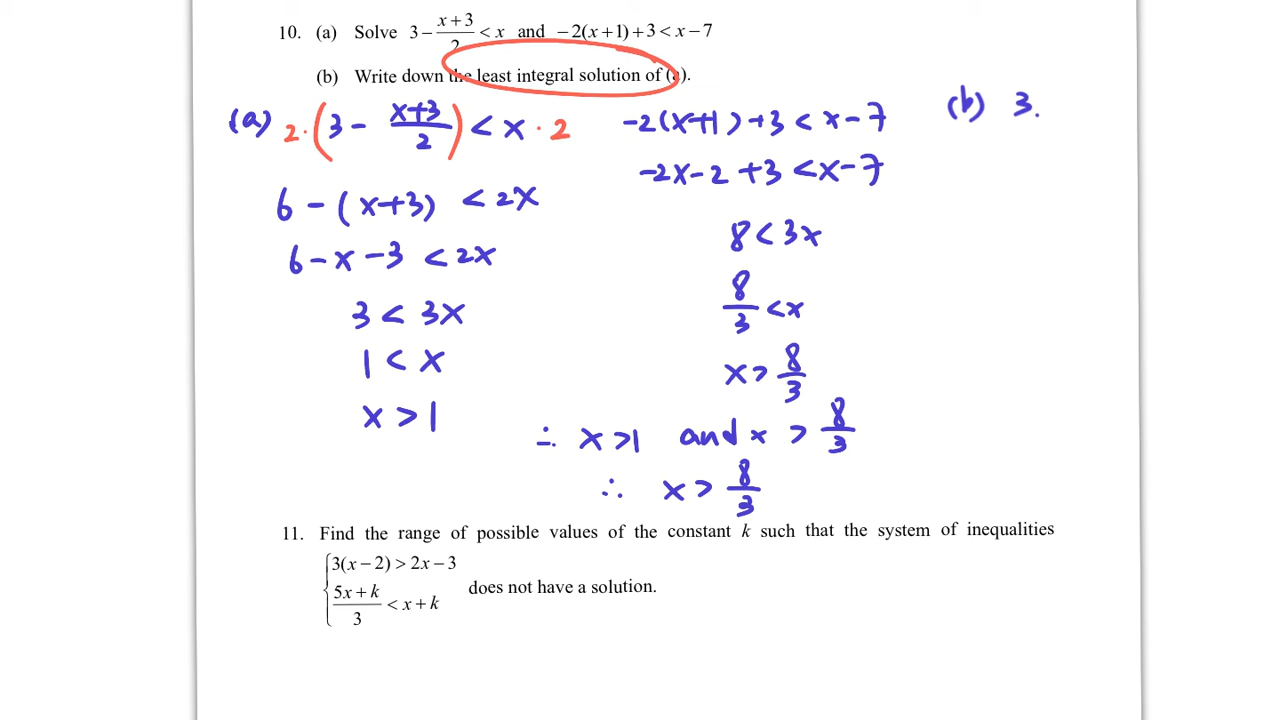 10. (a) Solve 3 − (x+3)/2 < x and −2(x+1)+3 < x−7
(b) Write down the least integral solution of (a).
(a) 2·(3 − (x+3)/2) < x·2
6 − (x+3) < 2x
6 − x − 3 < 2x
3 < 3x
1 < x
x > 1
−2(x+1)+3 < x−7
−2x−2+3 < x−7
8 < 3x
8/3 < x
x > 8/3
∴ x > 1 and x > 8/3
∴ x > 8/3
(b) 3.
11. Find the range of possible values of the constant k such that the system of inequalities
{ 3(x−2) > 2x−3
(5x+k)/3 < x+k
does not have a solution.